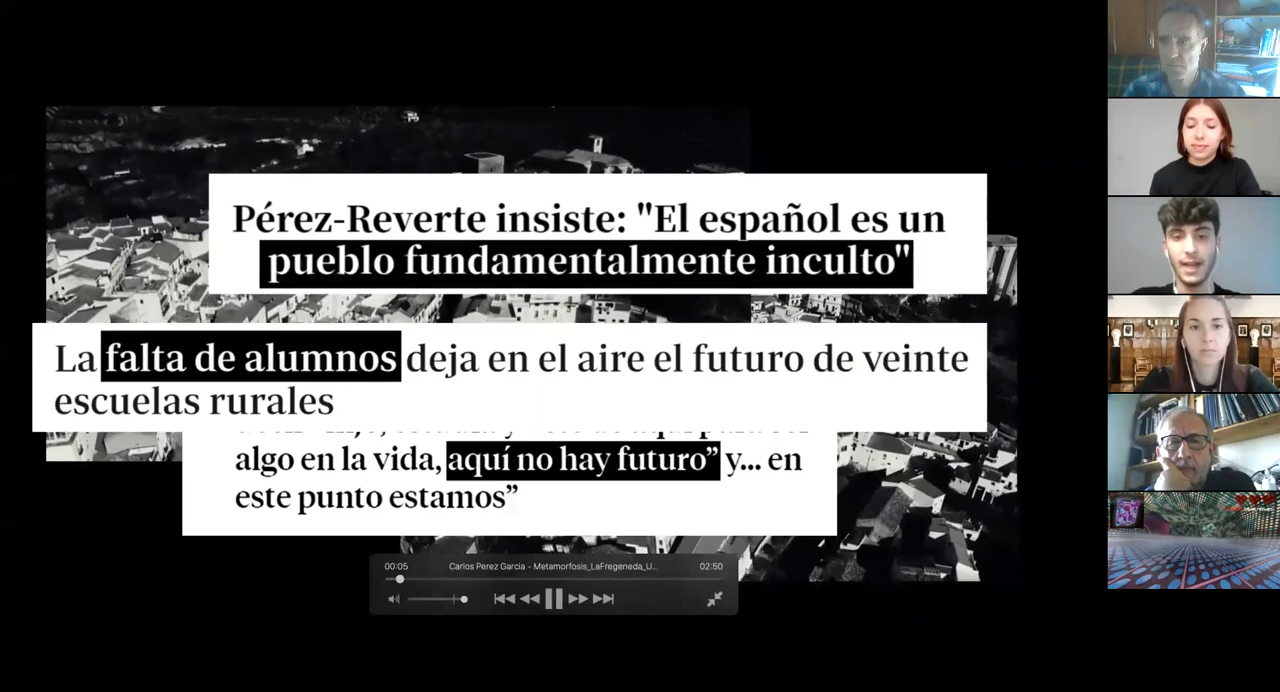 Pérez-Reverte insiste: "El español es un
pueblo fundamentalmente inculto"
La falta de alumnos deja en el aire el futuro de veinte
escuelas rurales
algo en la vida, aquí no hay futuro” y... en
este punto estamos”
00:05 Carlos Perez Garcia - Metamorfosis_LaFregeneda_U... 02:50